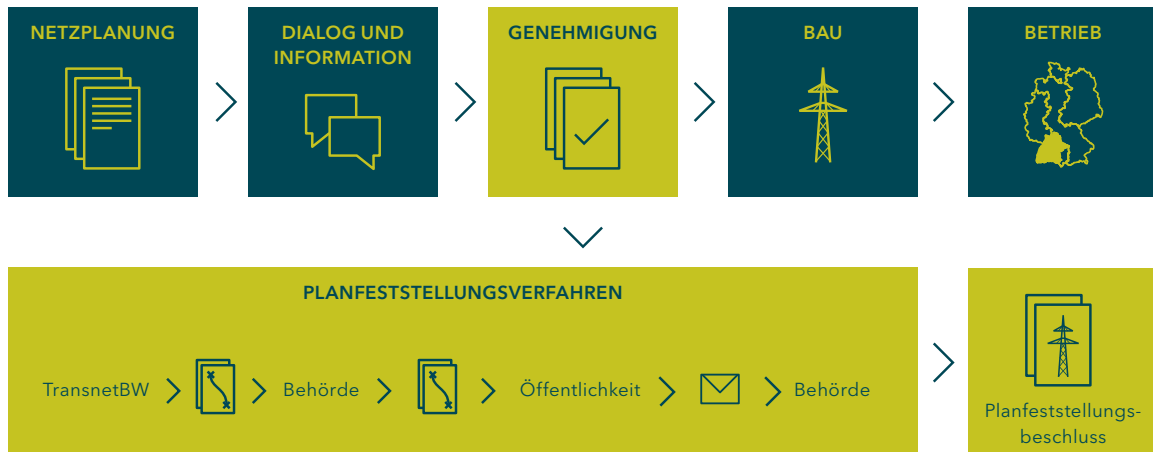 NETZPLANUNG
DIALOG UND
INFORMATION
GENEHMIGUNG
BAU
BETRIEB
PLANFESTSTELLUNGSVERFAHREN
TransnetBW
Behörde
Öffentlichkeit
Behörde
Planfeststellungs-
beschluss